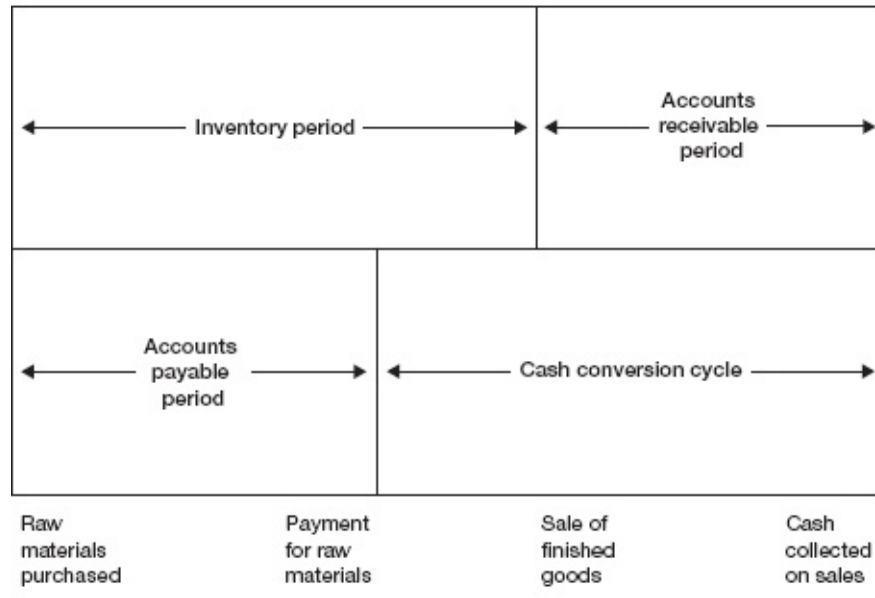 Inventory period
Accounts
receivable
period
Accounts
payable
period
Cash conversion cycle
Raw
materials
purchased
Payment
for raw
materials
Sale of
finished
goods
Cash
collected
on sales